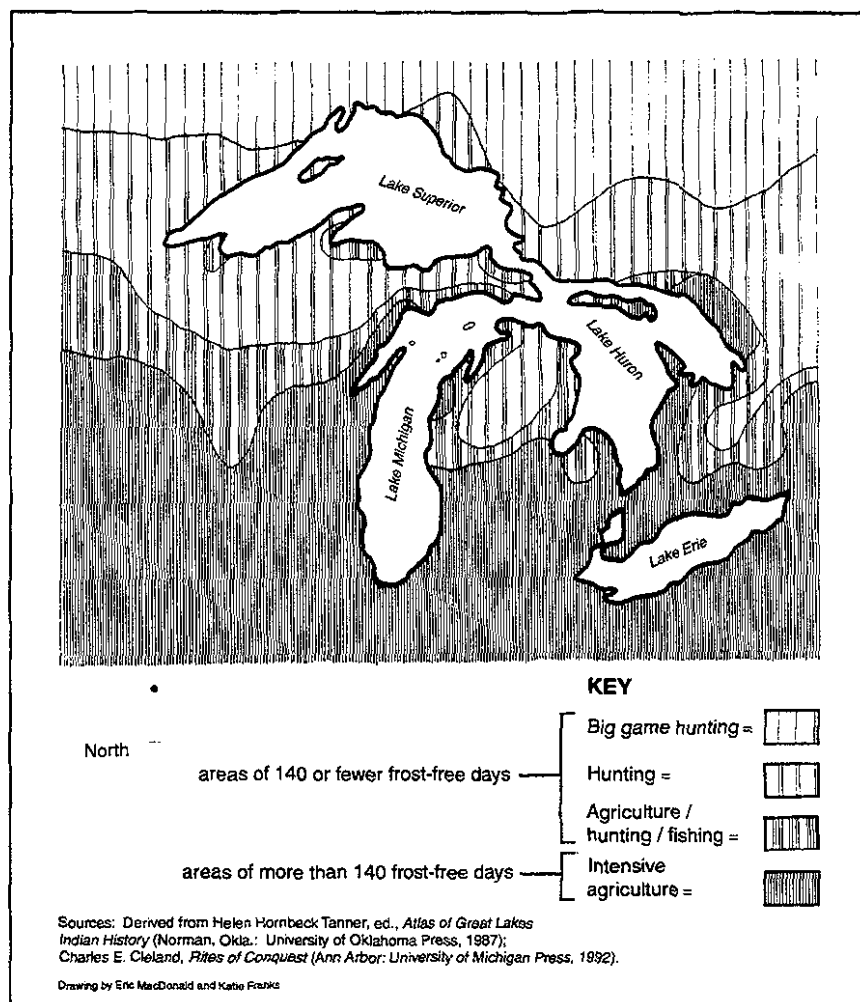 Lake Superior
Lake Huron
Lake Michigan
Lake Erie
KEY
North
Big game hunting =
areas of 140 or fewer frost-free days
Hunting =
Agriculture /
hunting / fishing =
areas of more than 140 frost-free days
Intensive
agriculture =
Sources: Derived from Helen Hornbeck Tanner, ed., Atlas of Great Lakes
Indian History (Norman, Okla.: University of Oklahoma Press, 1987);
Charles E. Cleland, Rites of Conquest (Ann Arbor: University of Michigan Press, 1992).
Drawing by Eric MacDonald and Katie Franks